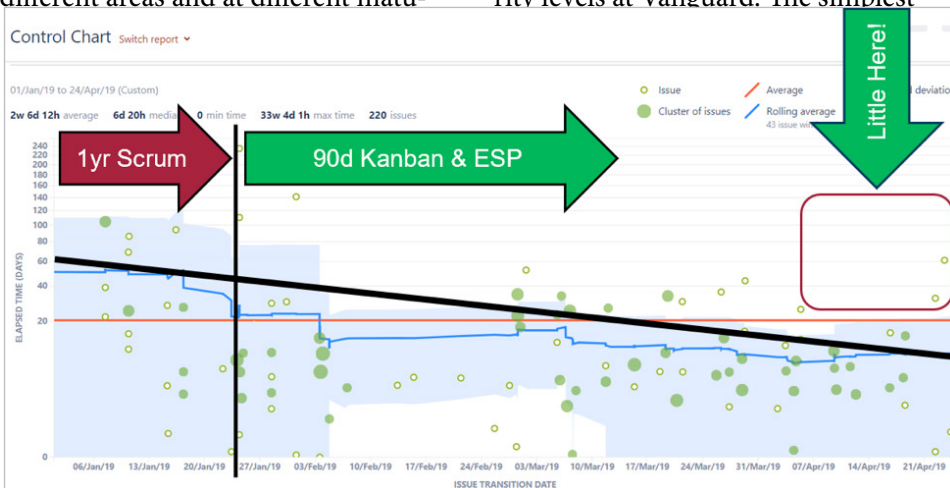 different areas and at different matu-
rity levels at Vanguard. The simplest
Control Chart Switch report
01/Jan/19 to 24/Apr/19 (Custom)
2w 6d 12h average 6d 20h media 0 min time 33w 4d 1h max time 220 issues
Issue
Cluster of issues
Average
Rolling average
43 issue win
deviatio
Little Here!
1yr Scrum
90d Kanban & ESP
ELAPSED TIME (DAYS)
240
220
200
180
160
140
120
100
80
60
40
20
0
06/Jan/19 13/Jan/19 20/Jan/19 27/Jan/19 03/Feb/19 10/Feb/19 17/Feb/19 24/Feb/19 03/Mar/19 10/Mar/19 17/Mar/19 24/Mar/19 31/Mar/19 07/Apr/19 14/Apr/19 21/Apr/19
ISSUE TRANSITION DATE